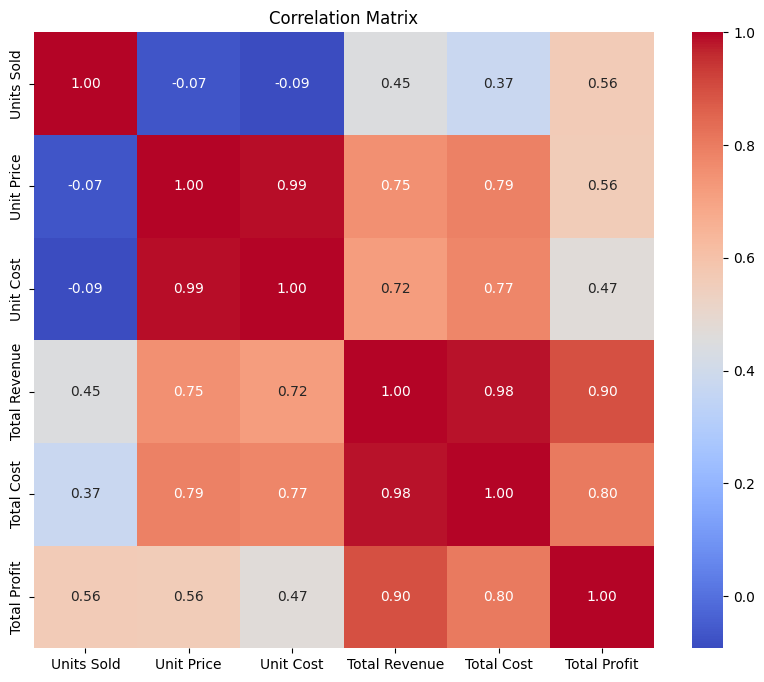 Correlation Matrix
Units Sold 1.00 -0.07 -0.09 0.45 0.37 0.56
Unit Price -0.07 1.00 0.99 0.75 0.79 0.56
Unit Cost -0.09 0.99 1.00 0.72 0.77 0.47
Total Revenue 0.45 0.75 0.72 1.00 0.98 0.90
Total Cost 0.37 0.79 0.77 0.98 1.00 0.80
Total Profit 0.56 0.56 0.47 0.90 0.80 1.00
Units Sold Unit Price Unit Cost Total Revenue Total Cost Total Profit
1.0
0.8
0.6
0.4
0.2
0.0